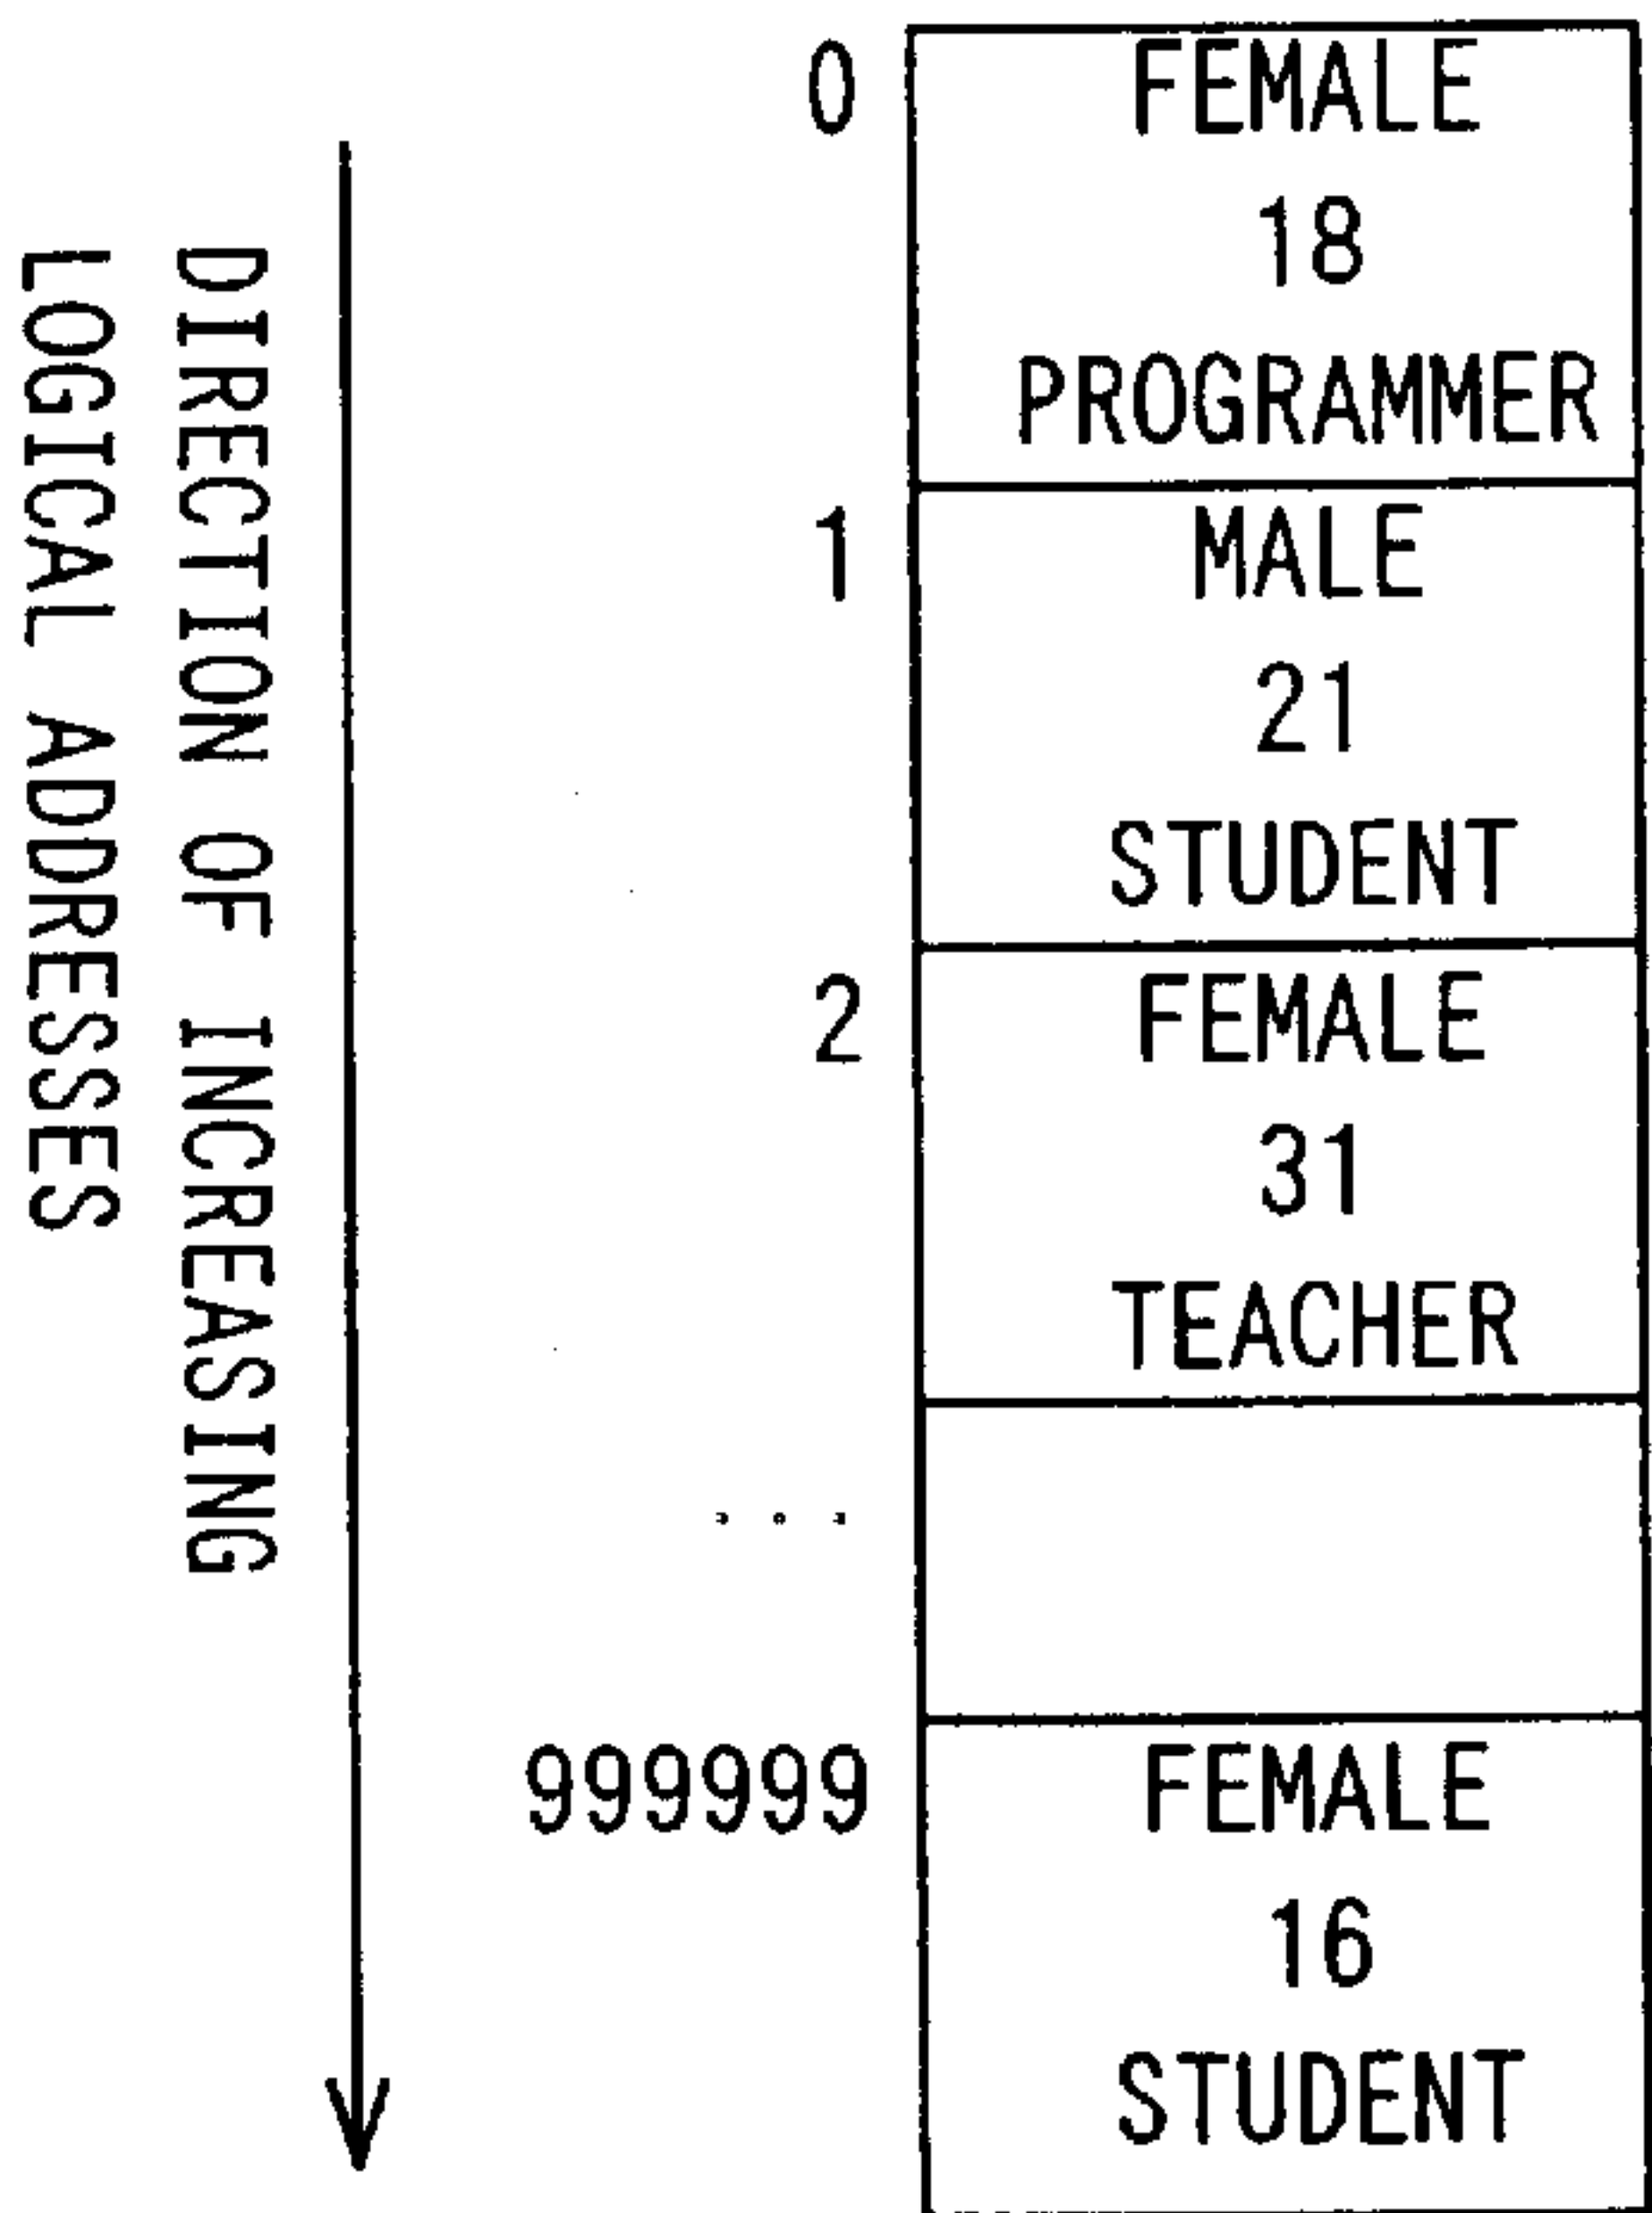 DIRECTION OF INCREASING
LOGICAL ADDRESSES
0
FEMALE
18
PROGRAMMER
1
MALE
21
STUDENT
2
FEMALE
31
TEACHER
...
999999
FEMALE
16
STUDENT